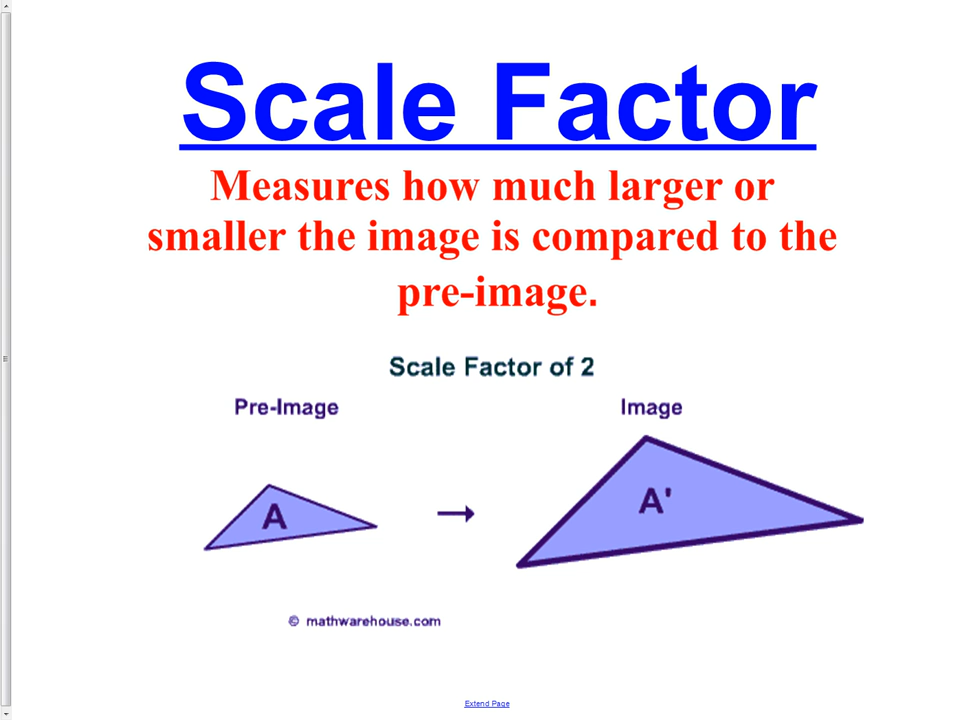 Scale Factor
Measures how much larger or
smaller the image is compared to the
pre-image.
Scale Factor of 2
Pre-Image Image
A A'
© mathwarehouse.com
Extend Page